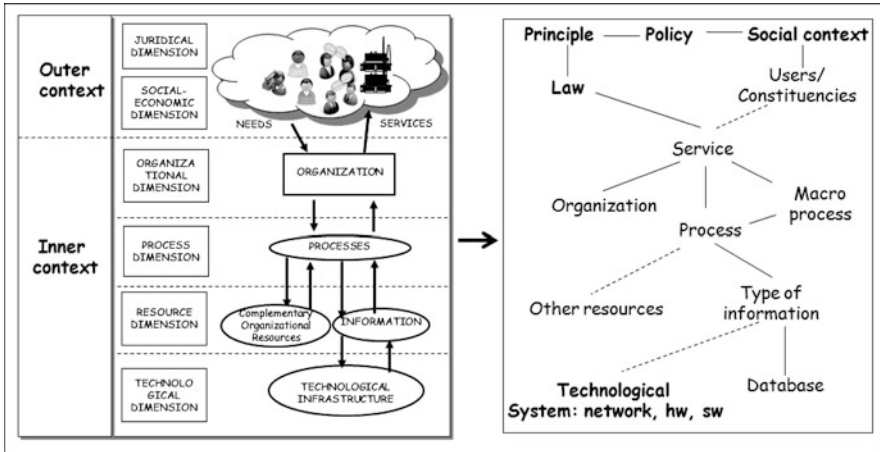 Outer
context
JURIDICAL
DIMENSION
SOCIAL-
ECONOMIC
DIMENSION
NEEDS
SERVICES
Inner
context
ORGANIZA
TIONAL
DIMENSION
ORGANIZATION
PROCESS
DIMENSION
PROCESSES
RESOURCE
DIMENSION
Complementary
Organizational
Resources
INFORMATION
TECHNOLO
GICAL
DIMENSION
TECHNOLOGICAL
INFRASTRUCTURE
Principle
Policy
Social context
Law
Users/
Constituencies
Service
Organization
Macro
process
Process
Other resources
Type of
information
Technological
System: network, hw, sw
Database